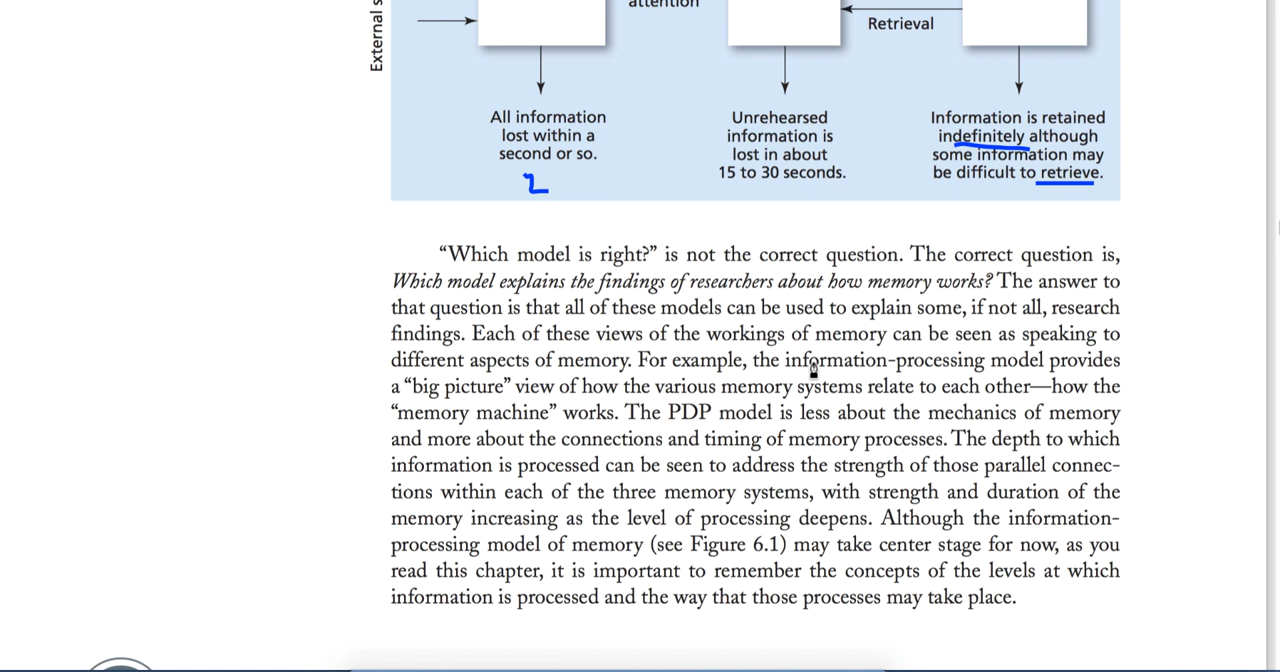 attention
External s
Retrieval
All information
lost within a
second or so.
Unrehearsed
information is
lost in about
15 to 30 seconds.
Information is retained
indefinitely although
some information may
be difficult to retrieve.
2
“Which model is right?” is not the correct question. The correct question is,
Which model explains the findings of researchers about how memory works? The answer to
that question is that all of these models can be used to explain some, if not all, research
findings. Each of these views of the workings of memory can be seen as speaking to
different aspects of memory. For example, the information-processing model provides
a “big picture” view of how the various memory systems relate to each other—how the
“memory machine” works. The PDP model is less about the mechanics of memory
and more about the connections and timing of memory processes. The depth to which
information is processed can be seen to address the strength of those parallel connec-
tions within each of the three memory systems, with strength and duration of the
memory increasing as the level of processing deepens. Although the information-
processing model of memory (see Figure 6.1) may take center stage for now, as you
read this chapter, it is important to remember the concepts of the levels at which
information is processed and the way that those processes may take place.